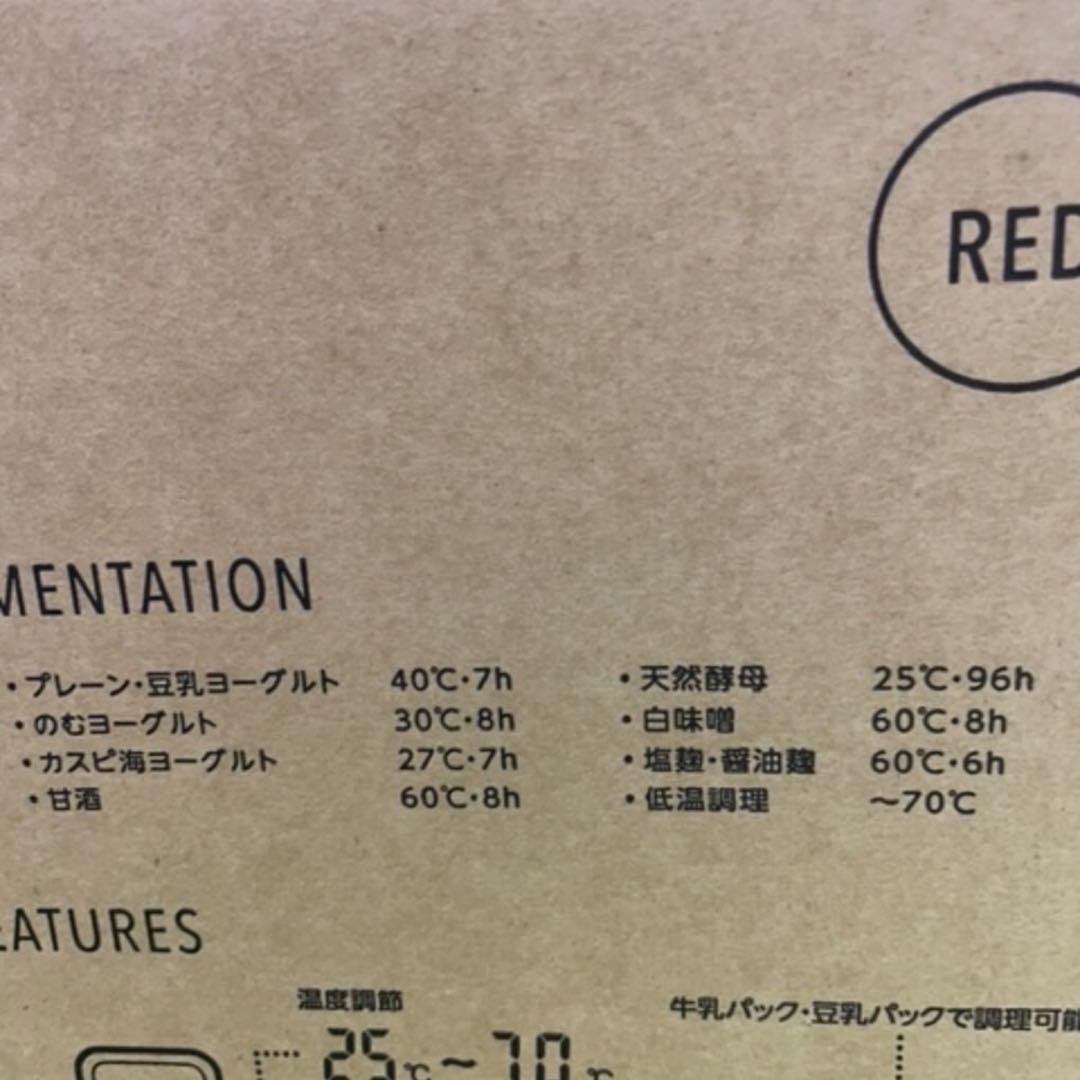 RED
MENTATION
・プレーン・豆乳ヨーグルト 40℃・7h
・のむヨーグルト 30℃・8h
・カスピ海ヨーグルト 27℃・7h
・甘酒 60℃・8h
・天然酵母 25℃・96h
・白味噌 60℃・8h
・塩麹・醤油麹 60℃・6h
・低温調理 〜70℃
EATURES
温度調節
25℃〜70℃
牛乳パック・豆乳パックで調理可能